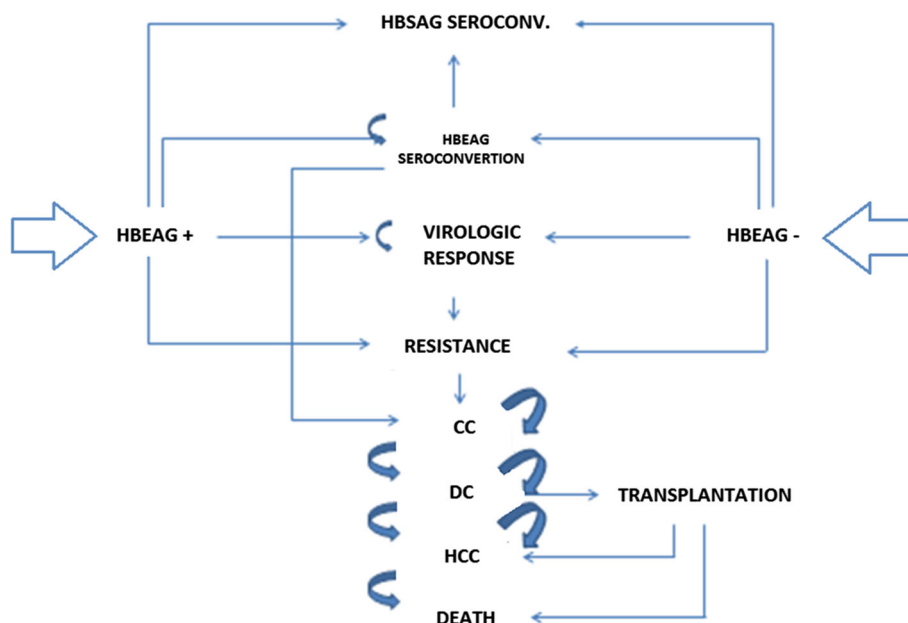 HBSAG SEROCONV.
HBEAG
SEROCONVERTION
HBEAG +
VIROLOGIC
RESPONSE
HBEAG -
RESISTANCE
CC
DC
TRANSPLANTATION
HCC
DEATH